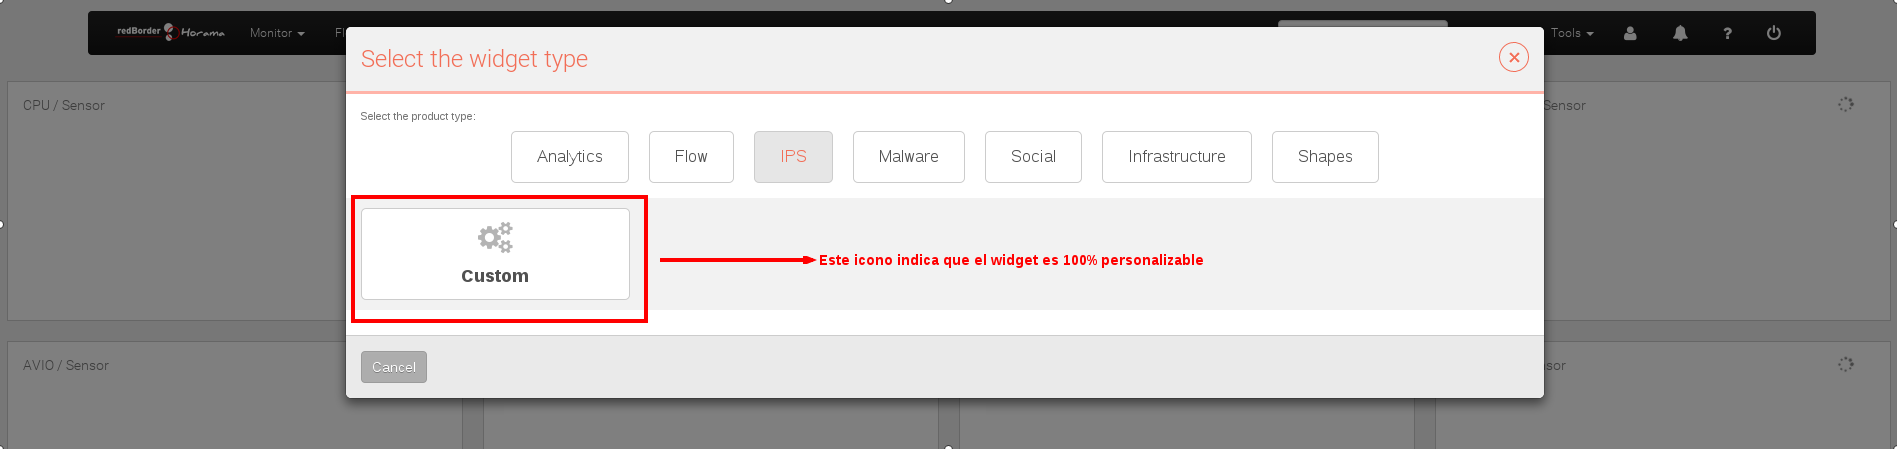 redBorder Horama Monitor Fl Tools ?
Select the widget type
CPU / Sensor
Sensor
Select the product type:
Analytics Flow IPS Malware Social Infrastructure Shapes
Custom
Este icono indica que el widget es 100% personalizable
AVIO / Sensor
sor
Cancel